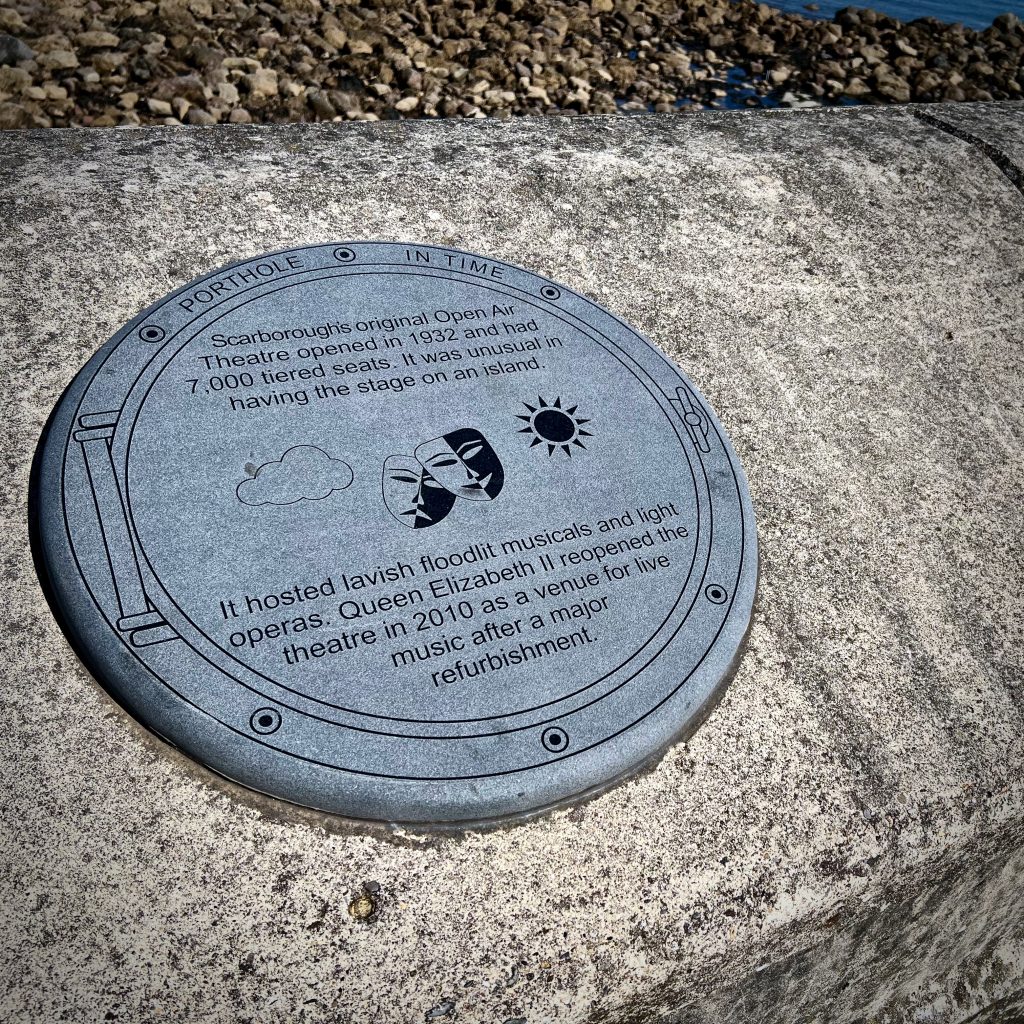 PORTHOLE IN TIME
Scarborough's original Open Air
Theatre opened in 1932 and had
7,000 tiered seats. It was unusual in
having the stage on an island.
It hosted lavish floodlit musicals and light
operas. Queen Elizabeth II reopened the
theatre in 2010 as a venue for live
music after a major
refurbishment.